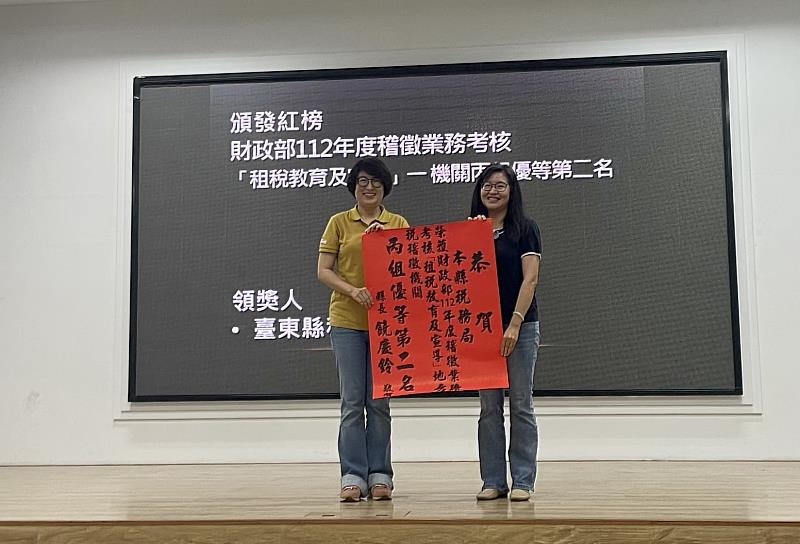 頒發紅榜
財政部112年度稽徵業務考核
「租稅教育及 」—機關丙 優等第二名
領獎人
• 臺東縣
恭賀
本縣稅務局
榮獲財政部112年度稽徵業務
考核「租稅教育及宣導」地方
稅稽徵機關
丙組優等第二名
縣長 饒慶鈴 敬賀